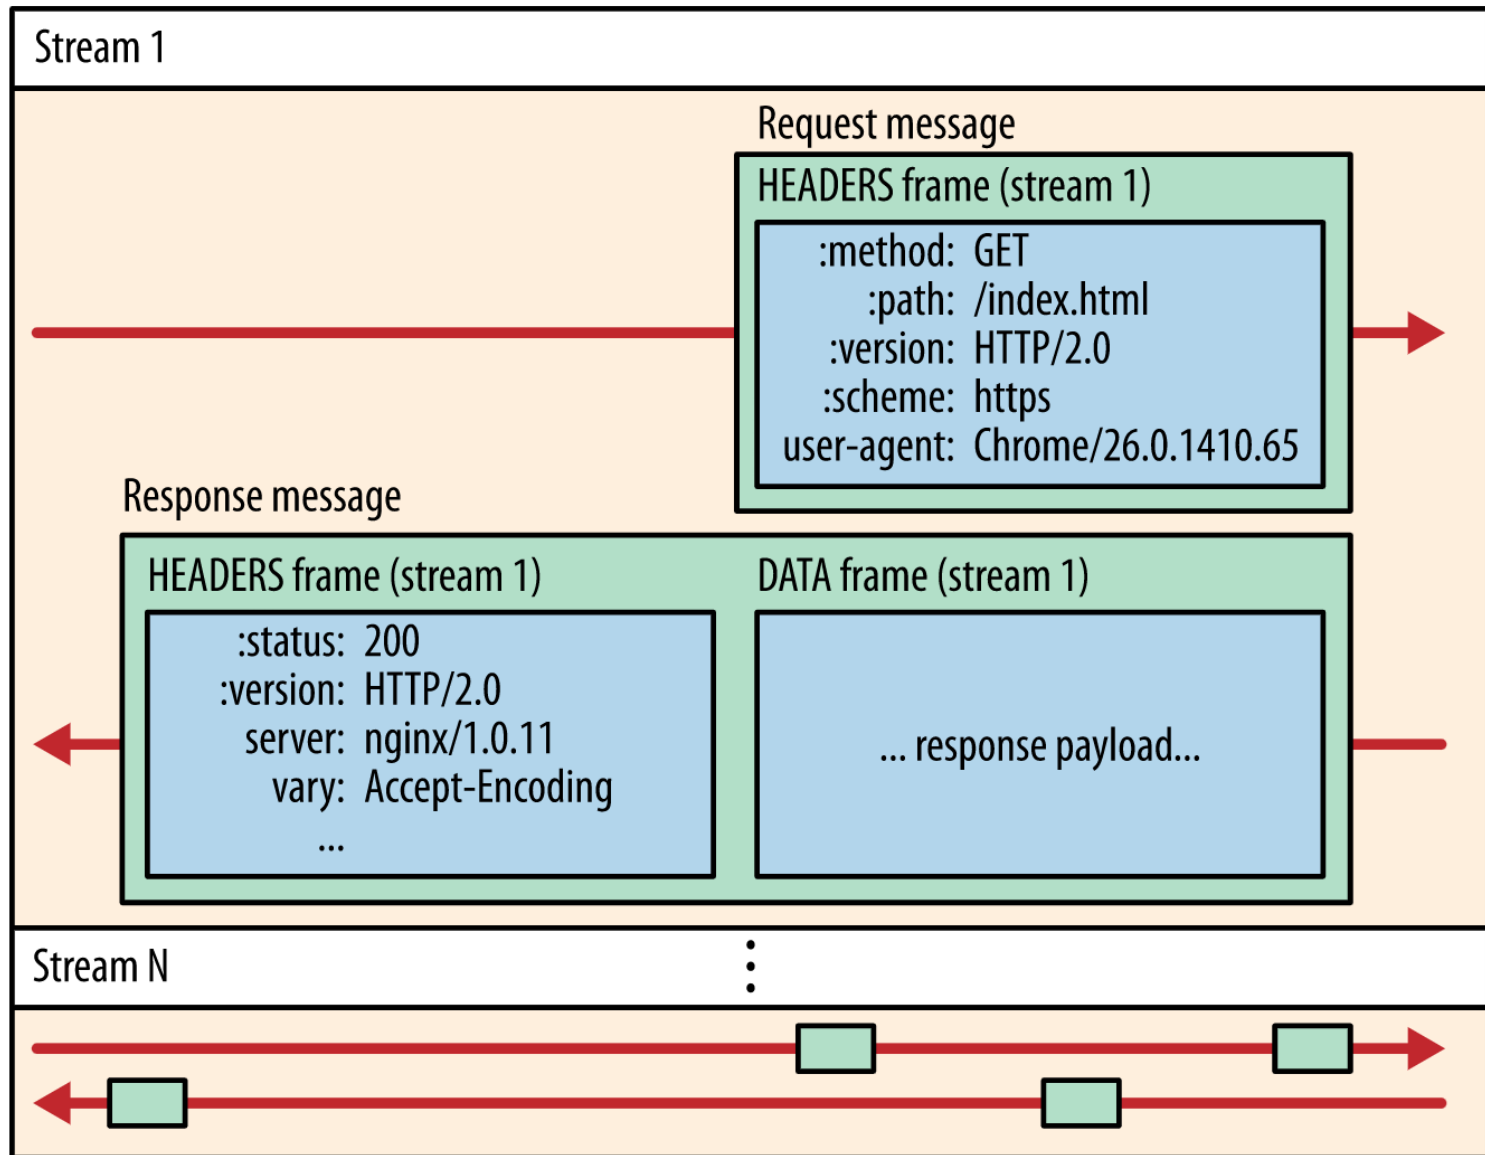 Stream 1
Request message
HEADERS frame (stream 1)
:method: GET
:path: /index.html
:version: HTTP/2.0
:scheme: https
user-agent: Chrome/26.0.1410.65
Response message
HEADERS frame (stream 1)
:status: 200
:version: HTTP/2.0
server: nginx/1.0.11
vary: Accept-Encoding
...
DATA frame (stream 1)
... response payload...
Stream N